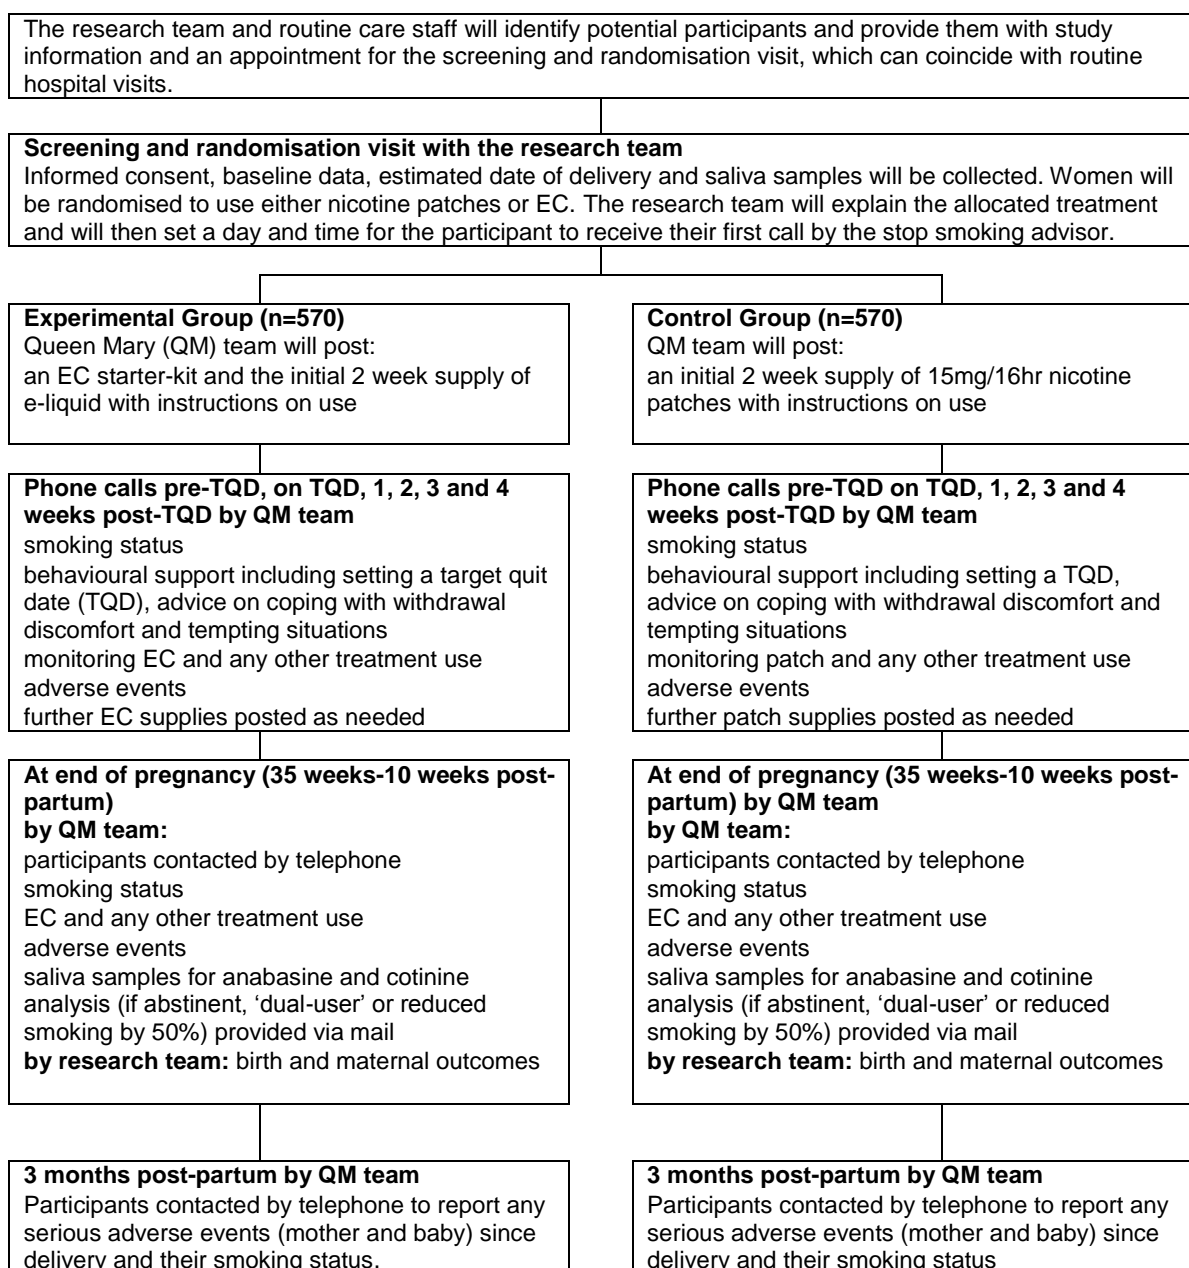 The research team and routine care staff will identify potential participants and provide them with study
information and an appointment for the screening and randomisation visit, which can coincide with routine
hospital visits.
Screening and randomisation visit with the research team
Informed consent, baseline data, estimated date of delivery and saliva samples will be collected. Women will
be randomised to use either nicotine patches or EC. The research team will explain the allocated treatment
and will then set a day and time for the participant to receive their first call by the stop smoking advisor.
Experimental Group (n=570)
Queen Mary (QM) team will post:
an EC starter-kit and the initial 2 week supply of
e-liquid with instructions on use
Control Group (n=570)
QM team will post:
an initial 2 week supply of 15mg/16hr nicotine
patches with instructions on use
Phone calls pre-TQD, on TQD, 1, 2, 3 and 4
weeks post-TQD by QM team
smoking status
behavioural support including setting a target quit
date (TQD), advice on coping with withdrawal
discomfort and tempting situations
monitoring EC and any other treatment use
adverse events
further EC supplies posted as needed
Phone calls pre-TQD on TQD, 1, 2, 3 and 4
weeks post-TQD by QM team
smoking status
behavioural support including setting a TQD,
advice on coping with withdrawal discomfort and
tempting situations
monitoring patch and any other treatment use
adverse events
further patch supplies posted as needed
At end of pregnancy (35 weeks-10 weeks post-
partum)
by QM team:
participants contacted by telephone
smoking status
EC and any other treatment use
adverse events
saliva samples for anabasine and cotinine
analysis (if abstinent, ‘dual-user’ or reduced
smoking by 50%) provided via mail
by research team: birth and maternal outcomes
At end of pregnancy (35 weeks-10 weeks post-
partum) by QM team
by QM team:
participants contacted by telephone
smoking status
EC and any other treatment use
adverse events
saliva samples for anabasine and cotinine
analysis (if abstinent, ‘dual-user’ or reduced
smoking by 50%) provided via mail
by research team: birth and maternal outcomes
3 months post-partum by QM team
Participants contacted by telephone to report any
serious adverse events (mother and baby) since
delivery and their smoking status.
3 months post-partum by QM team
Participants contacted by telephone to report any
serious adverse events (mother and baby) since
delivery and their smoking status